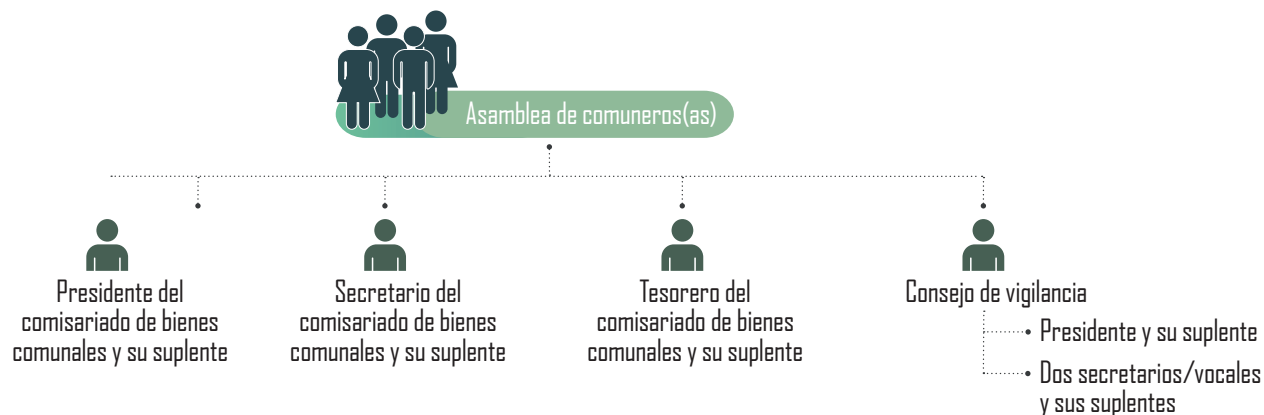 Asamblea de comuneros(as)
Presidente del
comisariado de bienes
comunales y su suplente
Secretario del
comisariado de bienes
comunales y su suplente
Tesorero del
comisariado de bienes
comunales y su suplente
Consejo de vigilancia
• Presidente y su suplente
• Dos secretarios/vocales
y sus suplentes